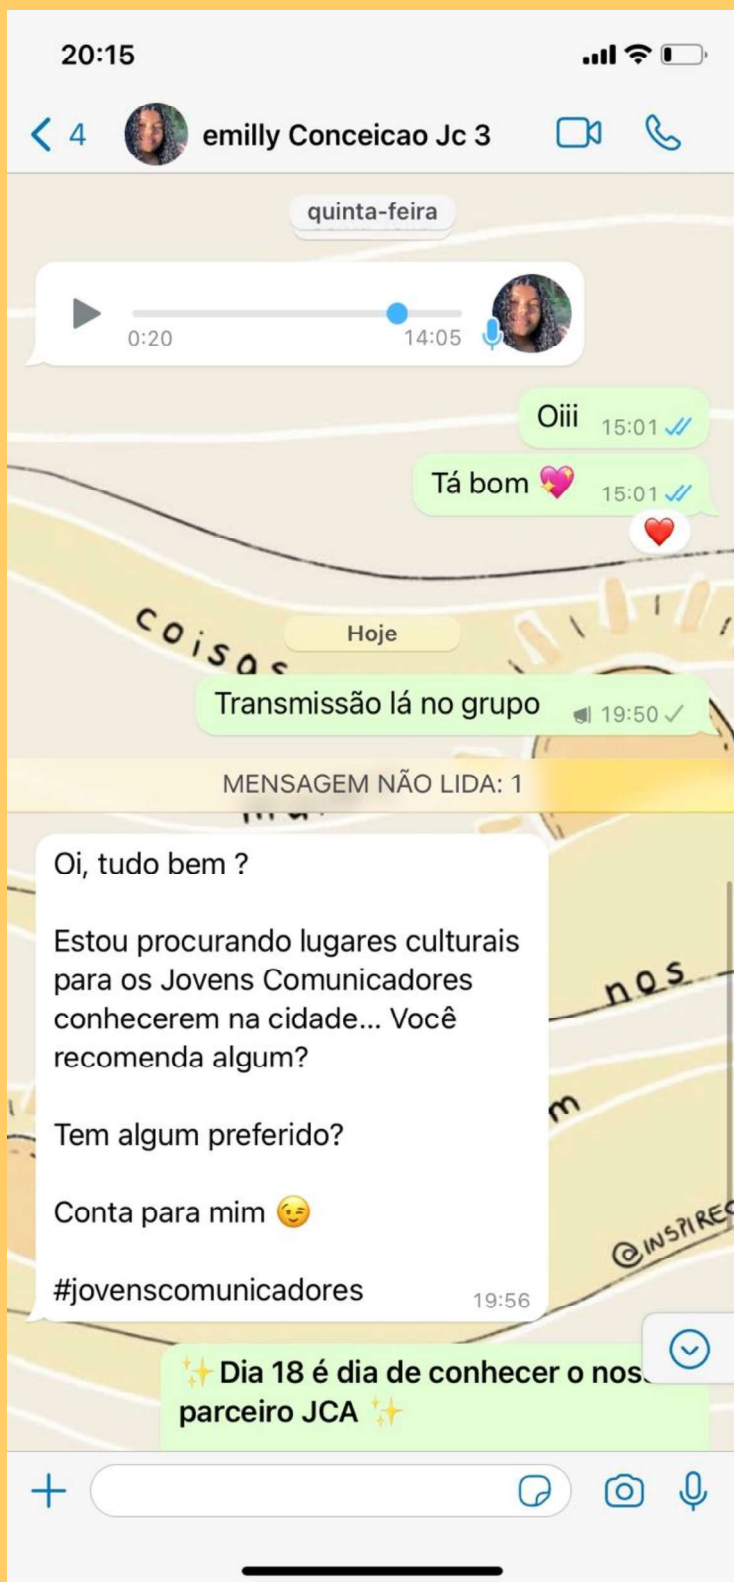 20:15
4
emilly Conceicao Jc 3
quinta-feira
0:20
14:05
Oiii 15:01
Tá bom 💖 15:01
❤️
coisas
Hoje
Transmissão lá no grupo 19:50
MENSAGEM NÃO LIDA: 1
Oi, tudo bem ?
Estou procurando lugares culturais
para os Jovens Comunicadores
conhecerem na cidade... Você
recomenda algum?
nos
Tem algum preferido?
Conta para mim 😉
#jovenscomunicadores 19:56
✨Dia 18 é dia de conhecer o
parceiro JCA ✨